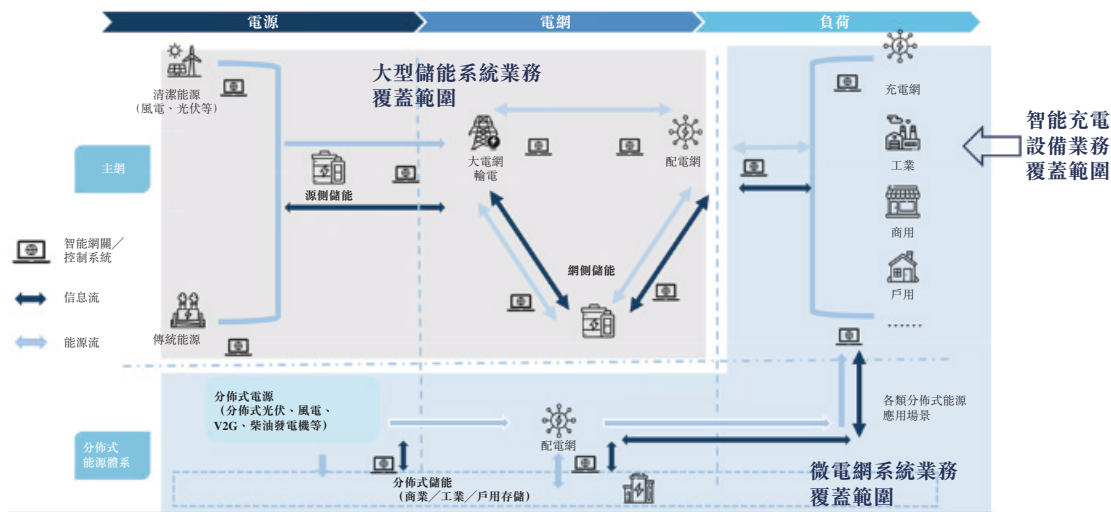 電源
電網
負荷
大型儲能系統業務
覆蓋範圍
清潔能源
(風電、光伏等)
主網
源側儲能
大電網
輸電
配電網
網側儲能
傳統能源
充電網
工業
商用
戶用
......
智能充電
設備業務
覆蓋範圍
智能網關／
控制系統
信息流
能源流
分佈式電源
(分佈式光伏、風電、
V2G、柴油發電機等)
配電網
各類分佈式能源
應用場景
分佈式
能源體系
分佈式儲能
(商業／工業／戶用存儲)
微電網系統業務
覆蓋範圍